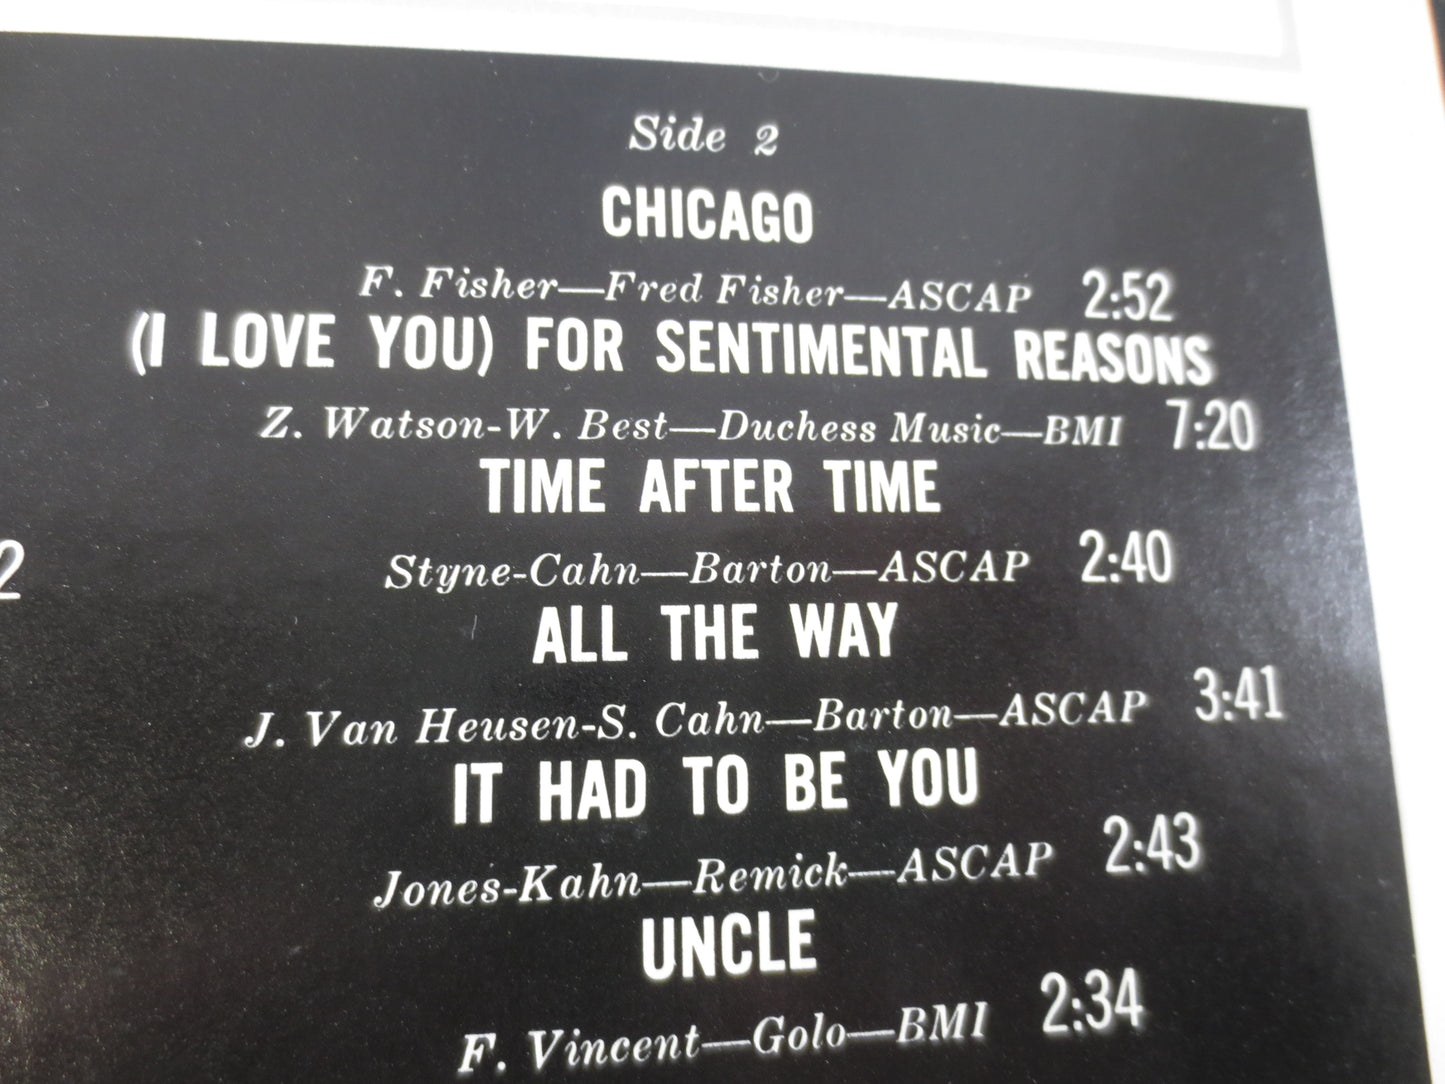 Side 2
CHICAGO
F. Fisher—Fred Fisher—ASCAP 2:52
(I LOVE YOU) FOR SENTIMENTAL REASONS
Z. Watson-W. Best—Duchess Music—BMI 7:20
TIME AFTER TIME
2
Styne-Cahn—Barton—ASCAP 2:40
ALL THE WAY
J. Van Heusen-S. Cahn—Barton—ASCAP 3:41
IT HAD TO BE YOU
Jones-Kahn—Remick—ASCAP 2:43
UNCLE
F. Vincent—Golo—BMI 2:34